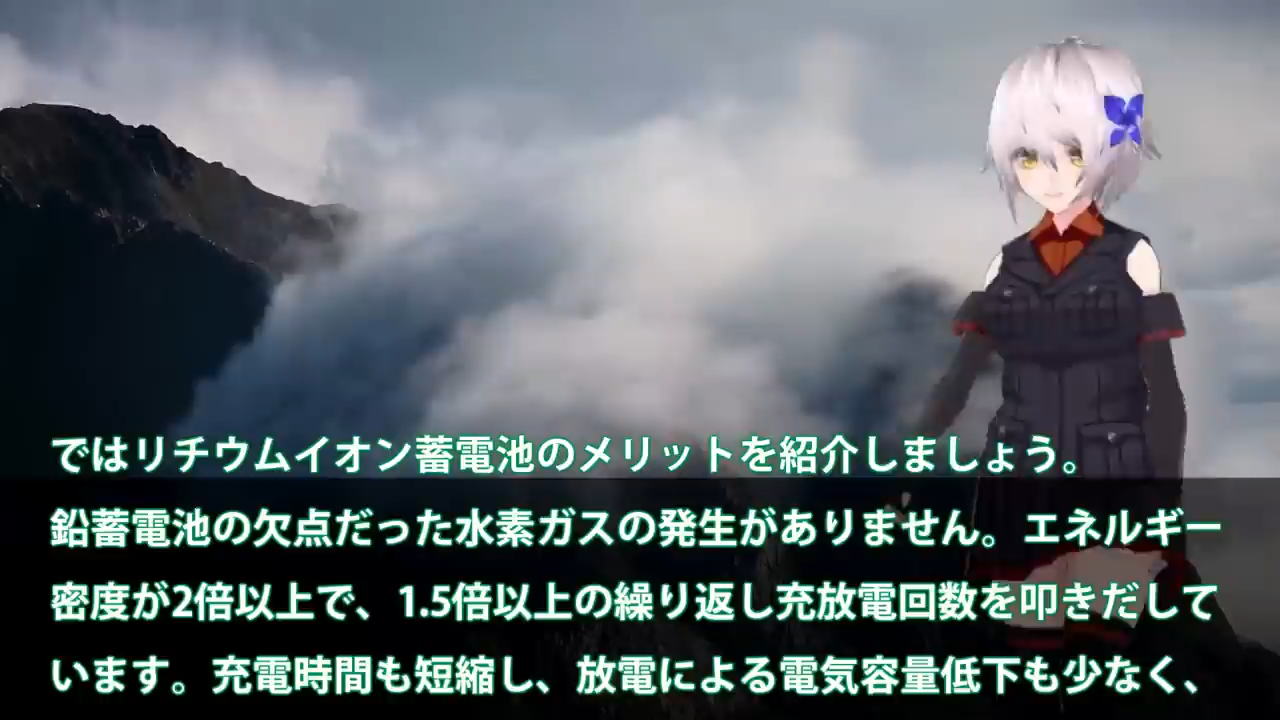 ではリチウムイオン蓄電池のメリットを紹介しましょう。
鉛蓄電池の欠点だった水素ガスの発生がありません。エネルギー
密度が2倍以上で、1.5倍以上の繰り返し充放電回数を叩きだして
います。充電時間も短縮し、放電による電気容量低下も少なく、